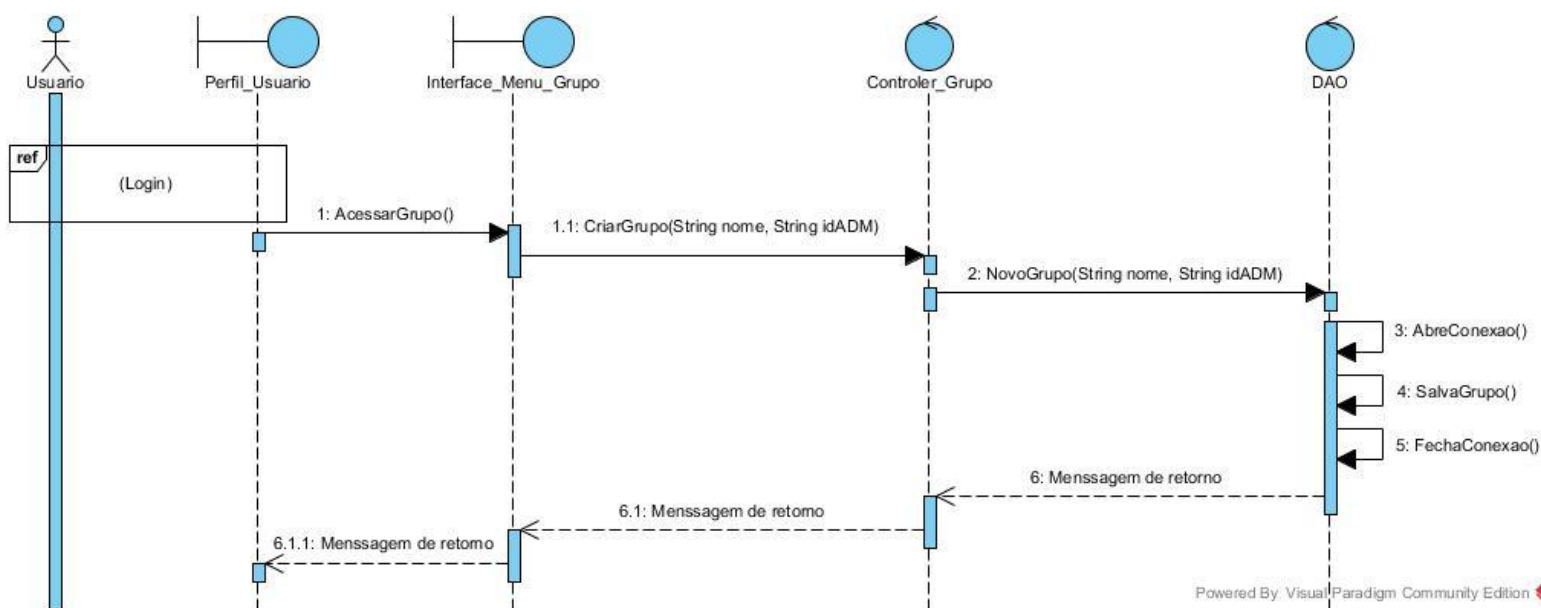 Usuario
Perfil_Usuario
Interface_Menu_Grupo
Controler_Grupo
DAO
ref
(Login)
1: AcessarGrupo()
1.1: CriarGrupo(String nome, String idADM)
2: NovoGrupo(String nome, String idADM)
3: AbreConexao()
4: SalvaGrupo()
5: FechaConexao()
6: Menssagem de retorno
6.1: Menssagem de retorno
6.1.1: Menssagem de retorno
Powered By Visual Paradigm Community Edition